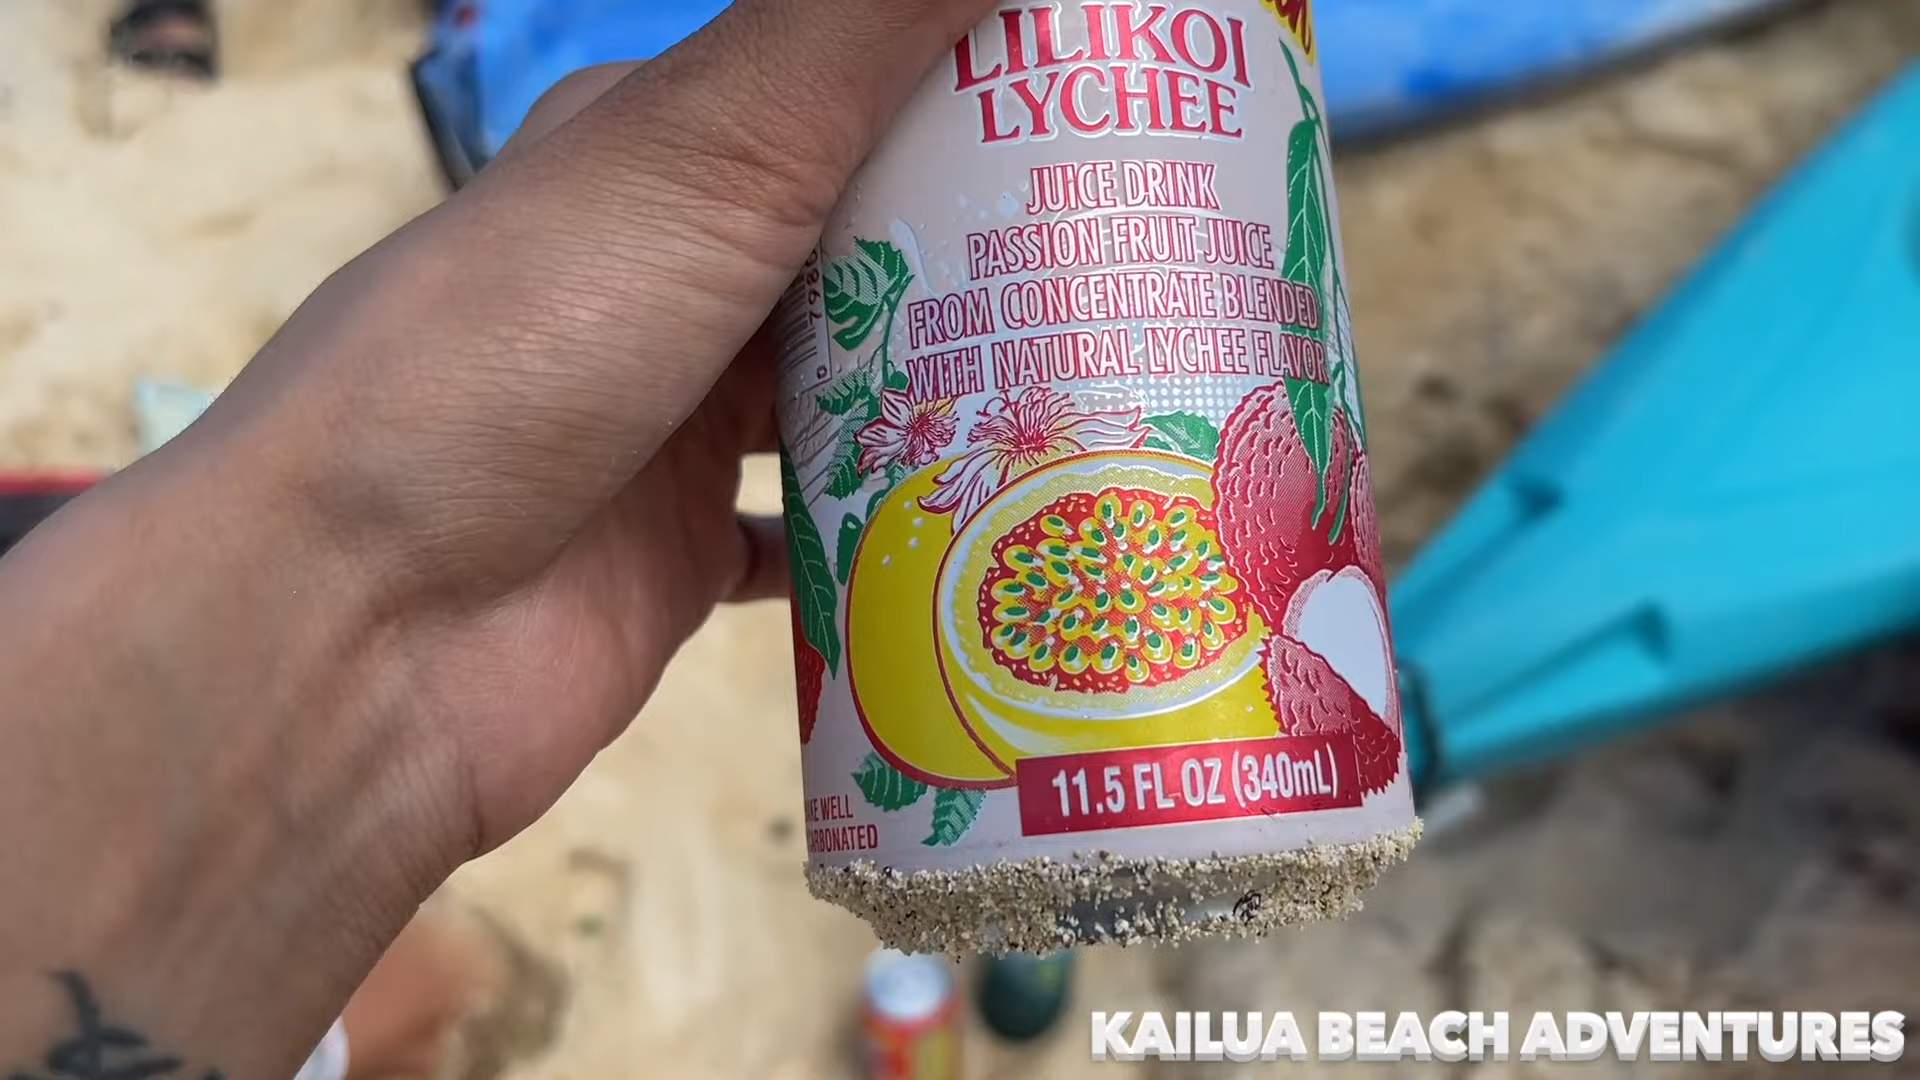 LILIKOI
LYCHEE
JUICE DRINK
PASSION FRUIT JUICE
FROM CONCENTRATE BLENDED
WITH NATURAL LYCHEE FLAVOR
11.5 FL OZ (340mL)
WELL
KAILUA BEACH ADVENTURES